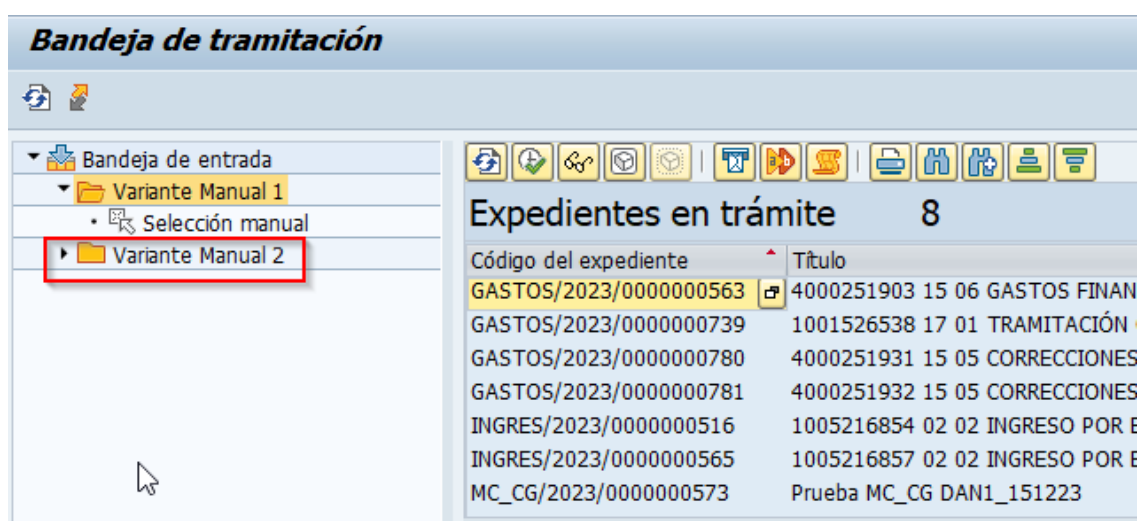 Bandeja de tramitación
Bandeja de entrada
Variante Manual 1
Selección manual
Variante Manual 2
Expedientes en trámite 8
Código del expediente Título
GASTOS/2023/0000000563 4000251903 15 06 GASTOS FINAN
GASTOS/2023/0000000739 1001526538 17 01 TRAMITACIÓN
GASTOS/2023/0000000780 4000251931 15 05 CORRECCIONES
GASTOS/2023/0000000781 4000251932 15 05 CORRECCIONES
INGRES/2023/0000000516 1005216854 02 02 INGRESO POR E
INGRES/2023/0000000565 1005216857 02 02 INGRESO POR E
MC_CG/2023/0000000573 Prueba MC_CG DAN1_151223